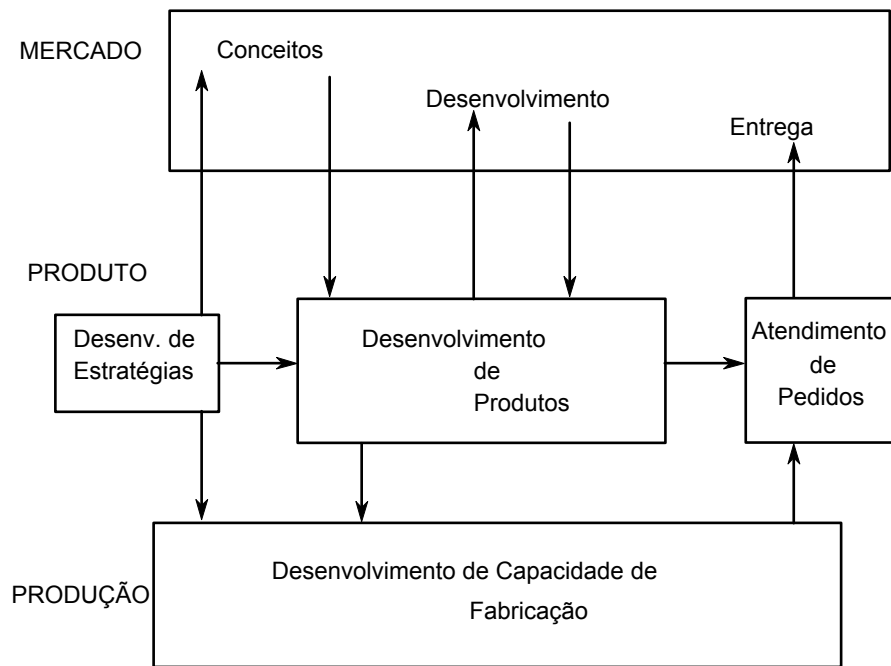 MERCADO
Conceitos
Desenvolvimento
Entrega
PRODUTO
Desenv. de
Estratégias
Desenvolvimento
de
Produtos
Atendimento
de
Pedidos
PRODUÇÃO
Desenvolvimento de Capacidade de
Fabricação